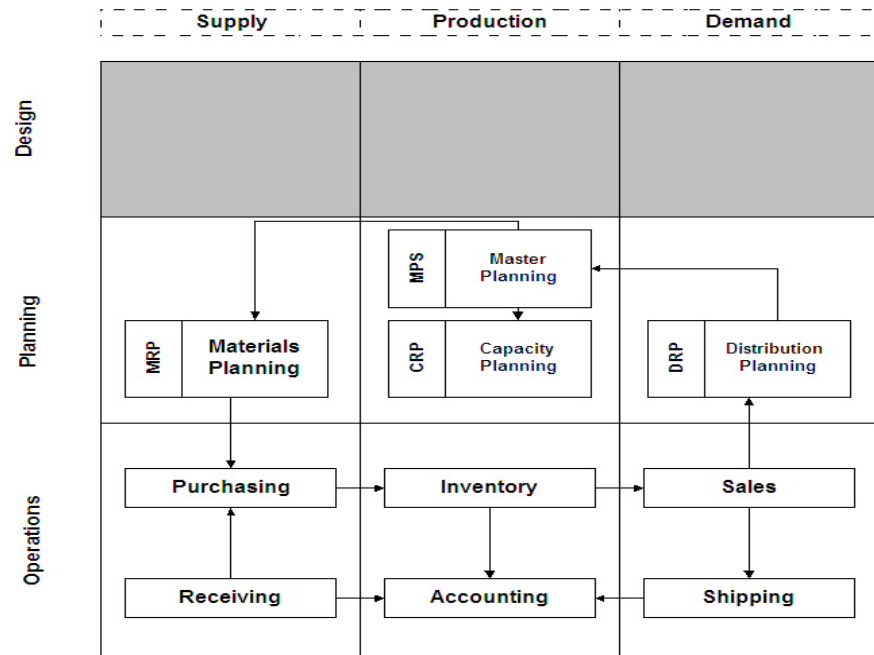 Supply
Production
Demand
Design
Planning
MPS
Master
Planning
MRP
Materials
Planning
CRP
Capacity
Planning
DRP
Distribution
Planning
Operations
Purchasing
Inventory
Sales
Receiving
Accounting
Shipping